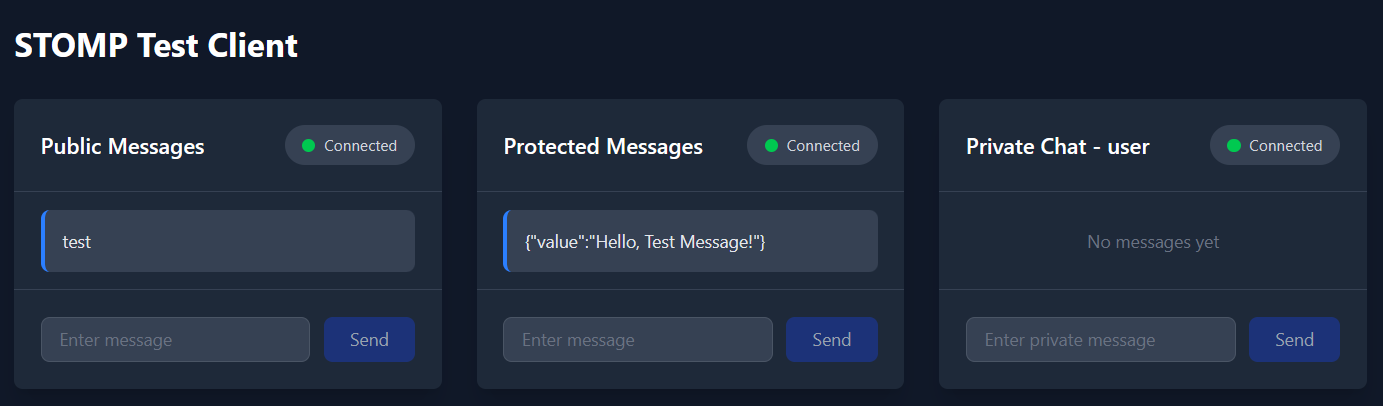 STOMP Test Client
Public Messages
Connected
test
Enter message
Send
Protected Messages
Connected
{"value":"Hello, Test Message!"}
Enter message
Send
Private Chat - user
Connected
No messages yet
Enter private message
Send